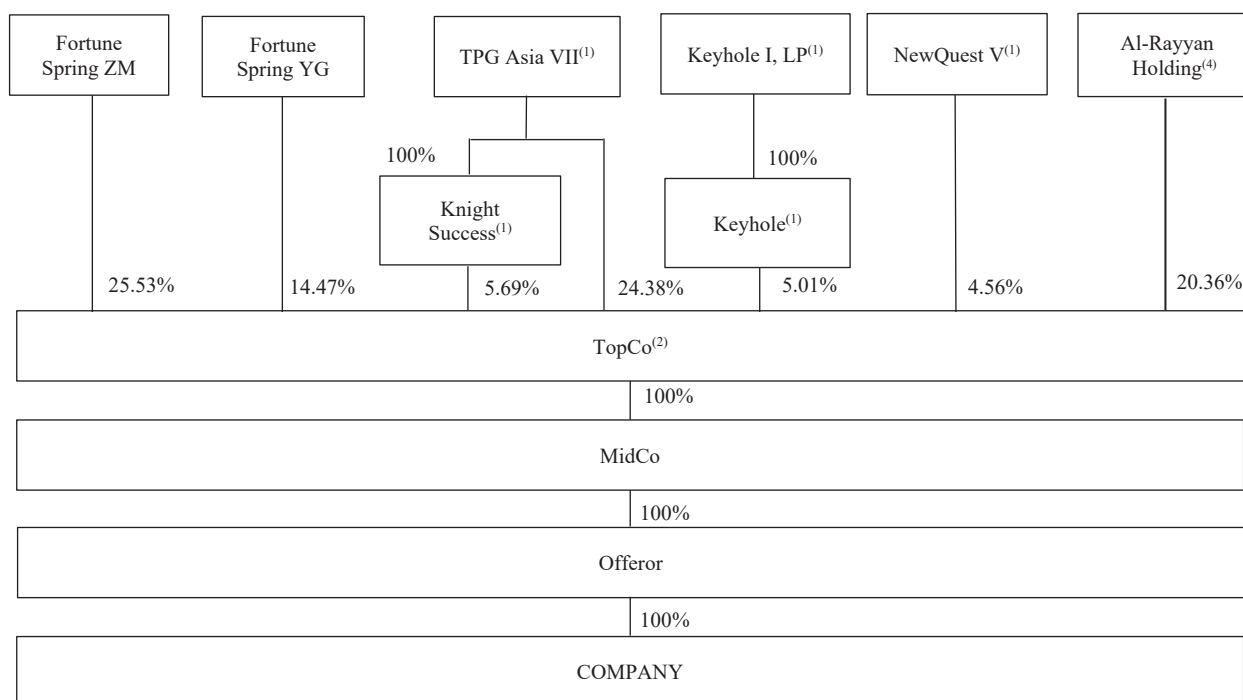 Fortune
Spring ZM
Fortune
Spring YG
TPG Asia VII(1)
Keyhole I, LP(1)
NewQuest V(1)
Al-Rayyan
Holding(4)
100%
100%
Knight
Success(1)
Keyhole(1)
25.53%
14.47%
5.69%
24.38%
5.01%
4.56%
20.36%
TopCo(2)
100%
MidCo
100%
Offeror
100%
COMPANY